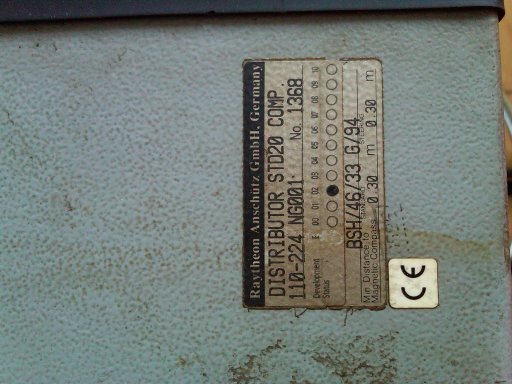 Raytheon Anschütz GmbH, Germany
DISTRIBUTOR STD20 COMP.
110-224 NG001 No. 1368
Development Status E 00 01 02 03 04 05 06 07 08 09 10
BSH/46/33 G/94
Min Distance to Magnetic Compass Standard 0.30 m Steering 0.30 m
CE